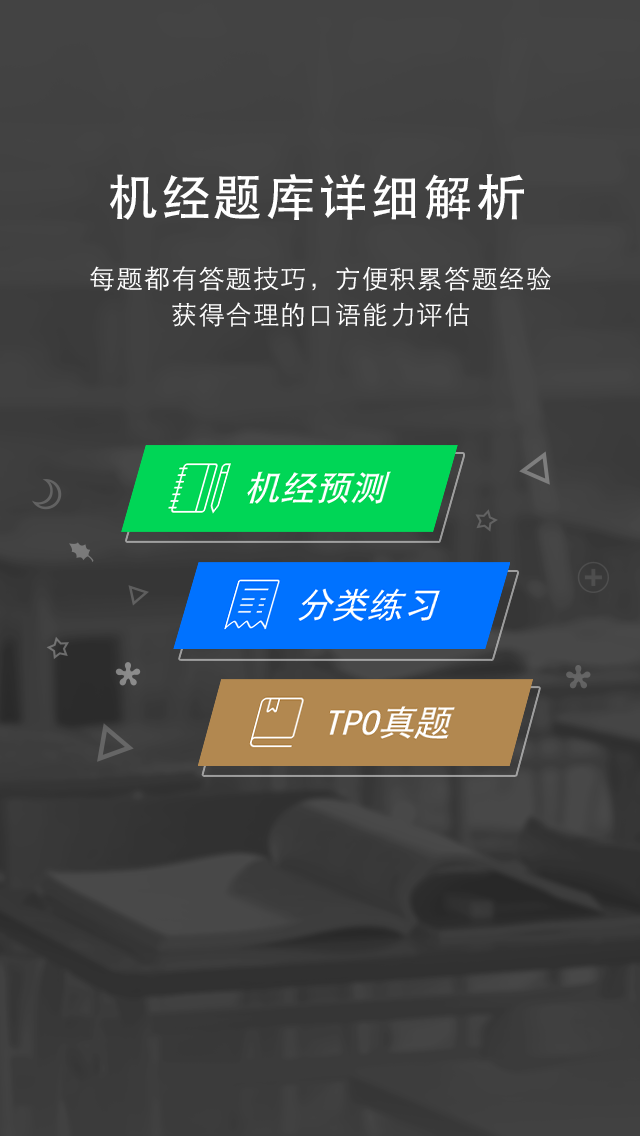 机经题库详细解析
每题都有答题技巧，方便积累答题经验
获得合理的口语能力评估
机经预测
分类练习
TPO真题